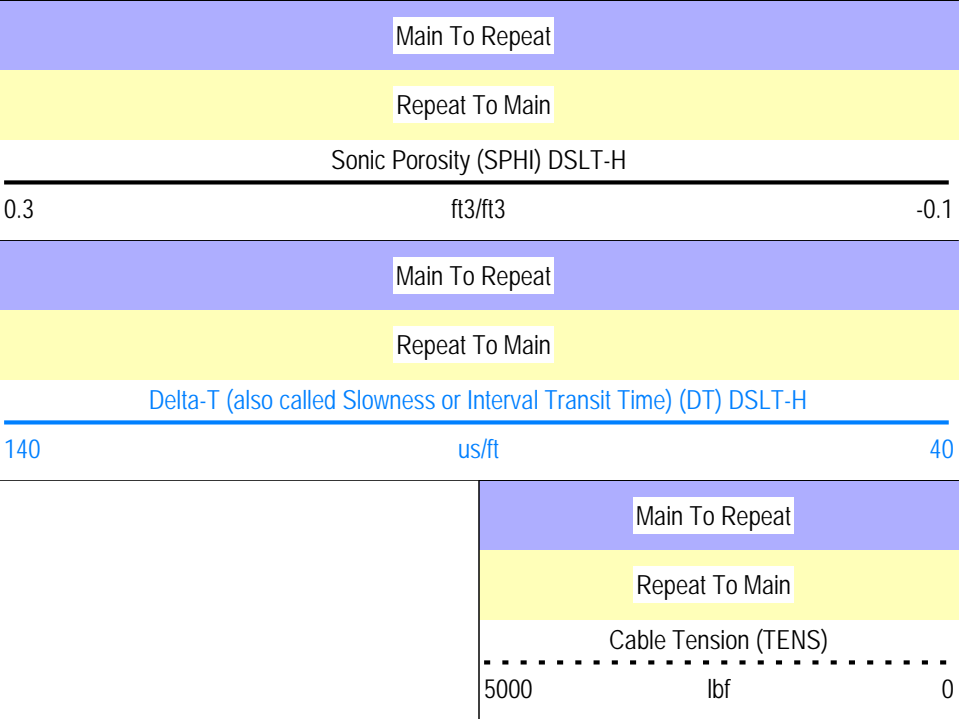 Main To Repeat
Repeat To Main
Sonic Porosity (SPHI) DSLT-H
0.3 ft3/ft3 -0.1
Main To Repeat
Repeat To Main
Delta-T (also called Slowness or Interval Transit Time) (DT) DSLT-H
140 us/ft 40
Main To Repeat
Repeat To Main
Cable Tension (TENS)
5000 lbf 0